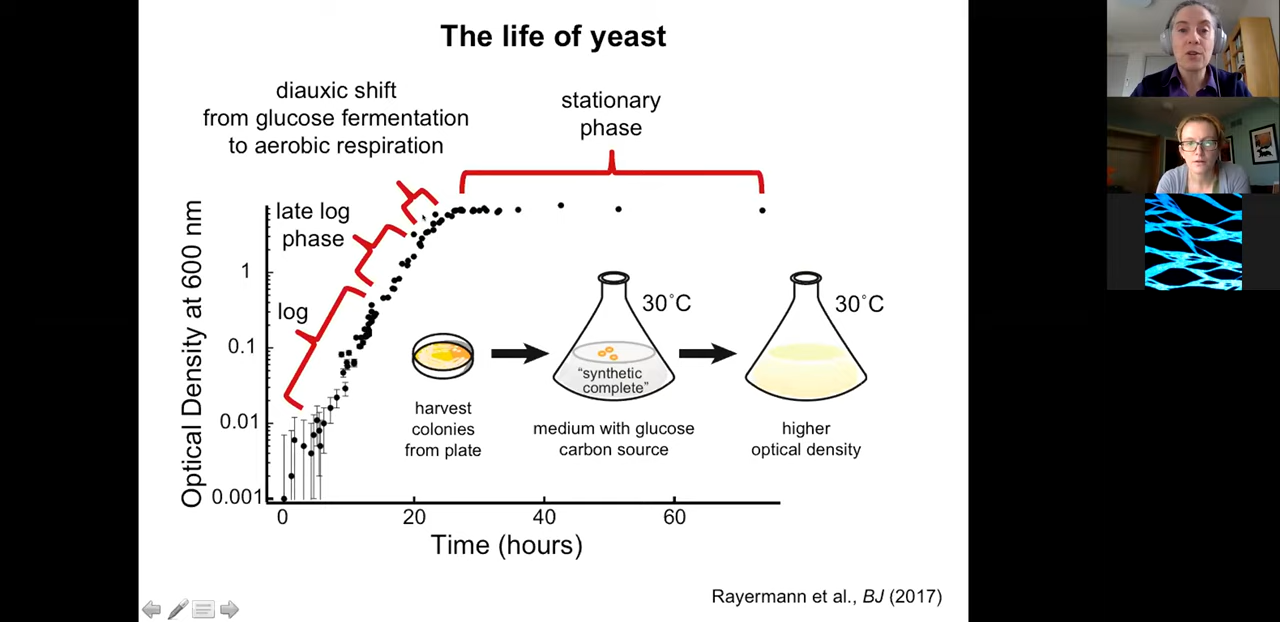 The life of yeast
diauxic shift
from glucose fermentation
to aerobic respiration
stationary
phase
late log
phase
log
Optical Density at 600 nm
1
0.1
0.01
0.001
30˚C
30˚C
"synthetic
complete"
harvest
colonies
from plate
medium with glucose
carbon source
higher
optical density
0
20
40
60
Time (hours)
Rayermann et al., BJ (2017)